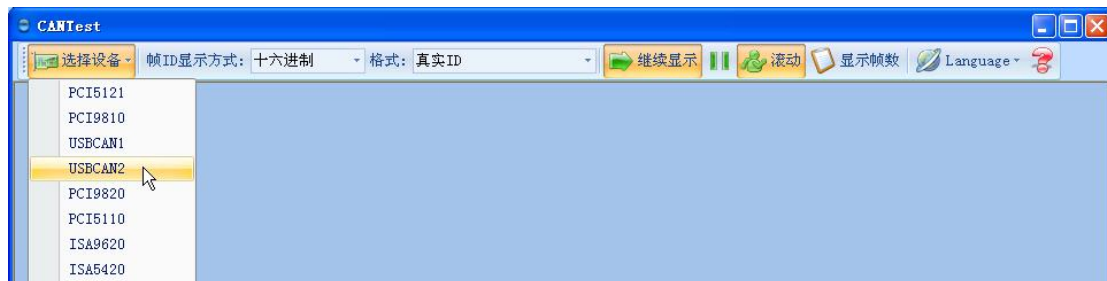 CANTest
选择设备 帧ID显示方式: 十六进制 格式: 真实ID 继续显示 滚动 显示帧数 Language
PCI5121
PCI9810
USBCAN1
USBCAN2
PCI9820
PCI5110
ISA9620
ISA5420